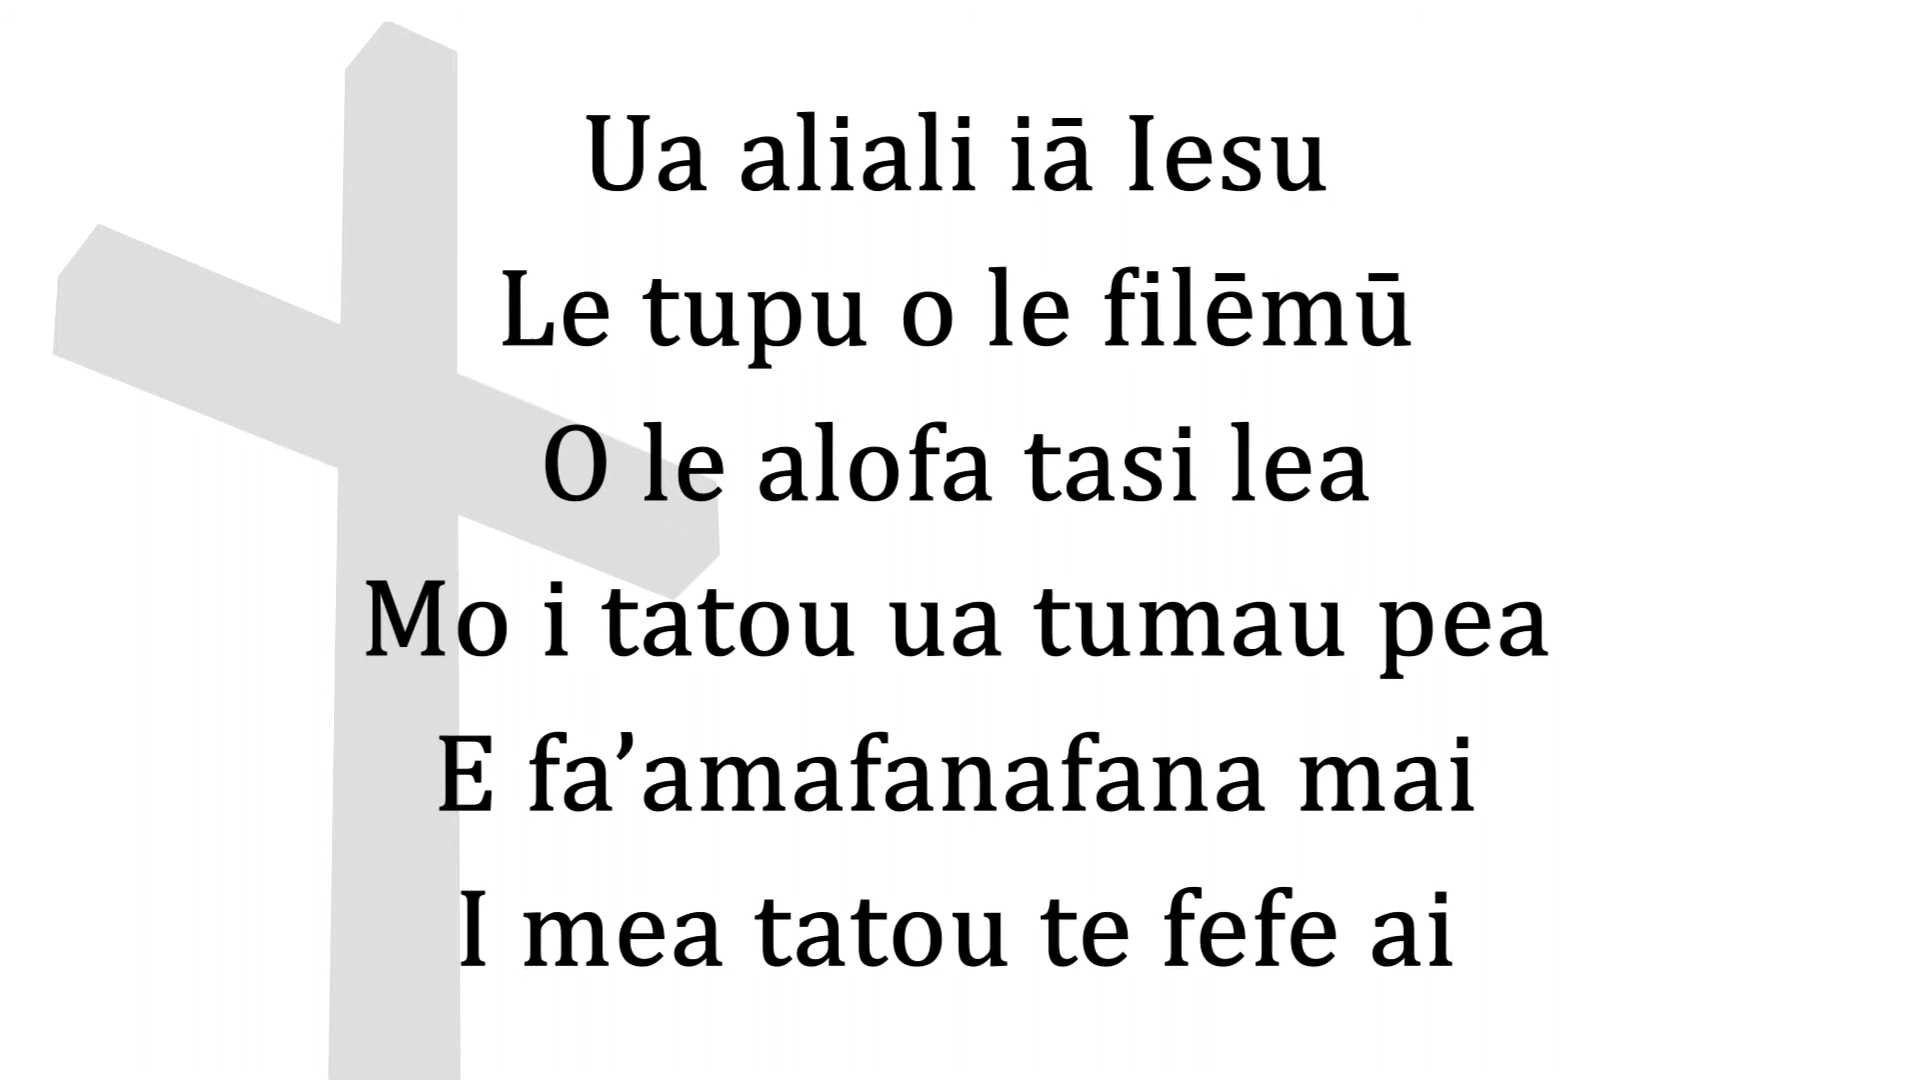 Ua aliali iā Iesu
Le tupu o le filēmū
O le alofa tasi lea
Mo i tatou ua tumau pea
E fa’amafanafana mai
I mea tatou te fefe ai